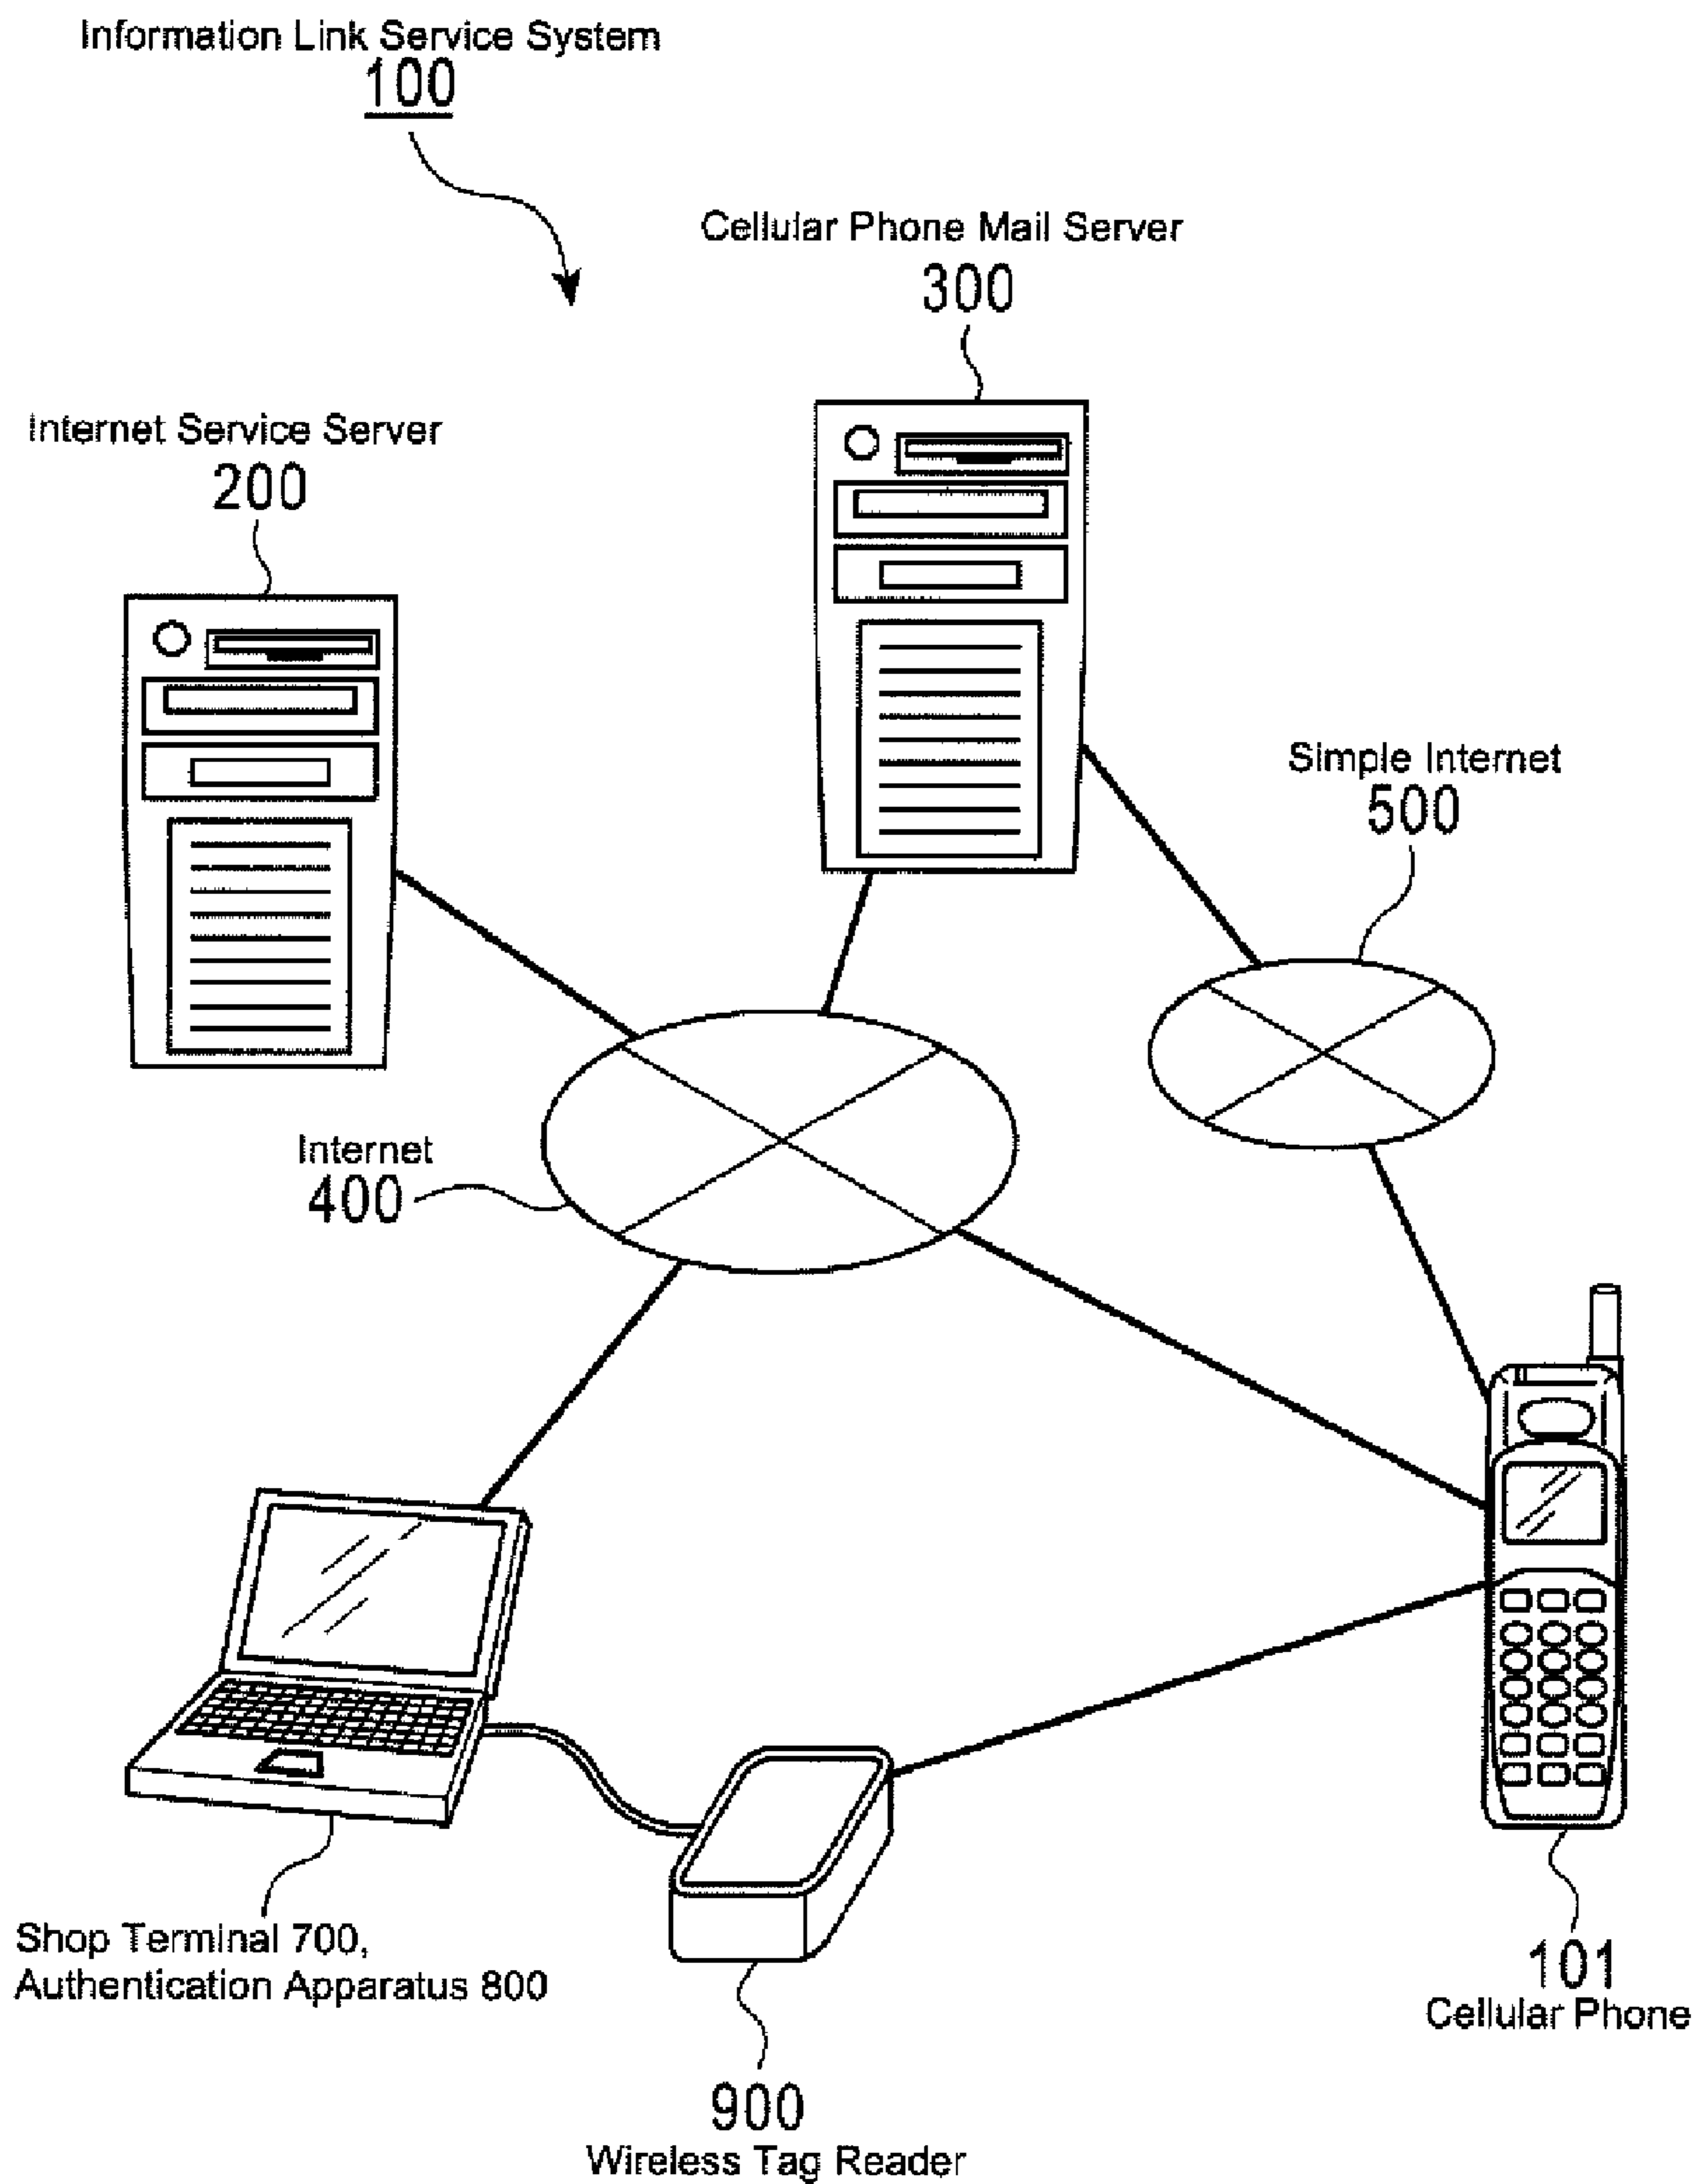 Information Link Service System
100
Cellular Phone Mail Server
300
Internet Service Server
200
Simple Internet
500
Internet
400
Shop Terminal 700,
Authentication Apparatus 800
101
Cellular Phone
900
Wireless Tag Reader